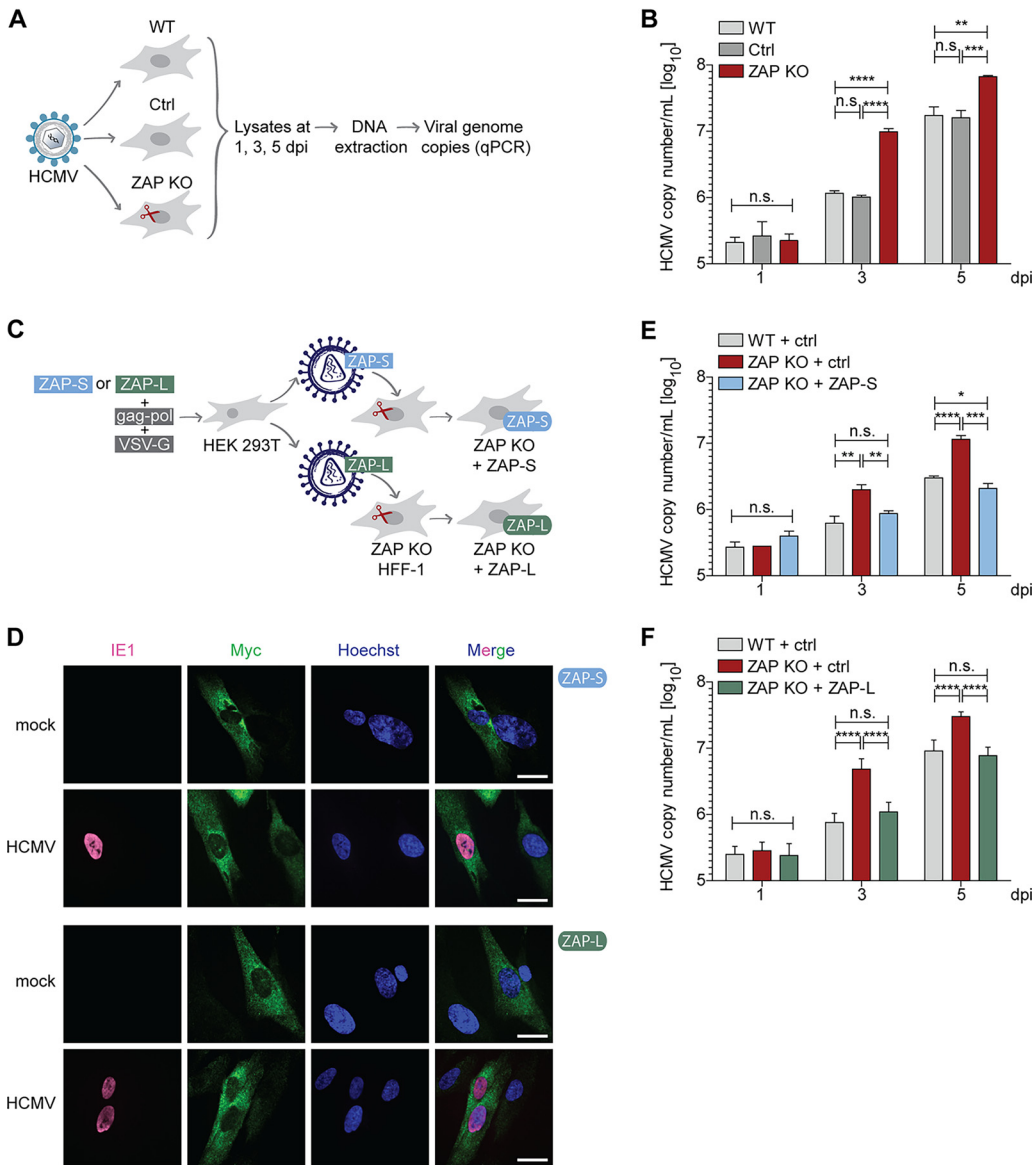 A
WT
Ctrl
HCMV
ZAP KO
Lysates at
1, 3, 5 dpi
DNA
extraction
Viral genome
copies (qPCR)
B
WT
Ctrl
ZAP KO
HCMV copy number/mL [log10]
8
7
6
5
n.s.
****
n.s.
****
**
n.s.
***
1
3
5
dpi
C
ZAP-S or ZAP-L
+
gag-pol
+
VSV-G
HEK 293T
ZAP-S
ZAP-S
ZAP KO
+ ZAP-S
ZAP-L
ZAP-L
ZAP KO
HFF-1
ZAP KO
+ ZAP-L
E
WT + ctrl
ZAP KO + ctrl
ZAP KO + ZAP-S
HCMV copy number/mL [log10]
8
7
6
5
n.s.
n.s.
**
**
*
****
***
1
3
5
dpi
D
IE1
Myc
Hoechst
Merge
mock
ZAP-S
HCMV
mock
ZAP-L
HCMV
F
WT + ctrl
ZAP KO + ctrl
ZAP KO + ZAP-L
HCMV copy number/mL [log10]
8
7
6
5
n.s.
n.s.
****
****
n.s.
****
****
1
3
5
dpi